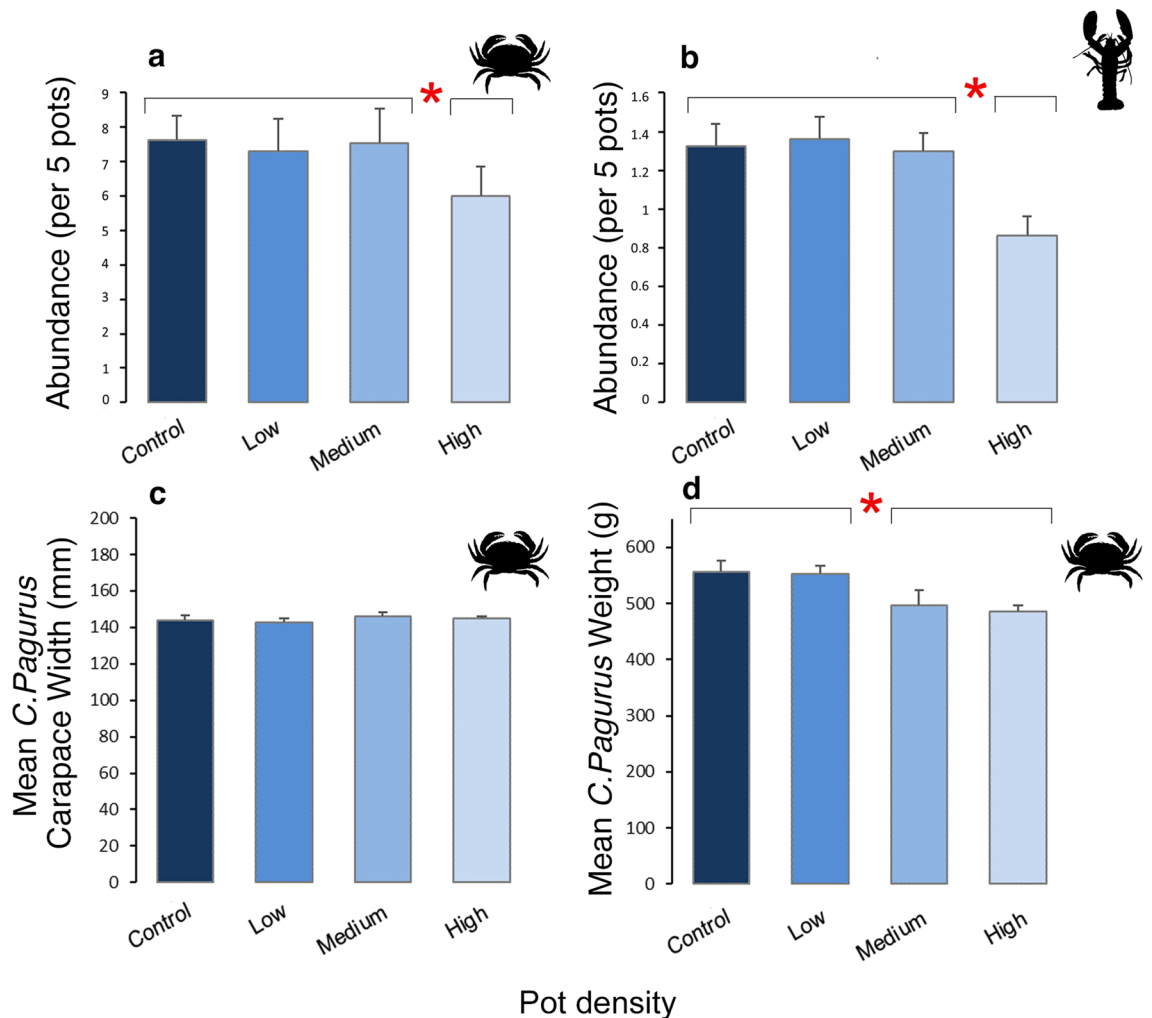 a
*
Abundance (per 5 pots)
9
8
7
6
5
4
3
2
1
0
Control
Low
Medium
High
b
*
Abundance (per 5 pots)
1.6
1.4
1.2
1
0.8
0.6
0.4
0.2
0
Control
Low
Medium
High
c
Mean C.Pagurus
Carapace Width (mm)
200
180
160
140
120
100
80
60
40
20
0
Control
Low
Medium
High
d
*
Mean C.Pagurus Weight (g)
600
500
400
300
200
100
0
Control
Low
Medium
High
Pot density